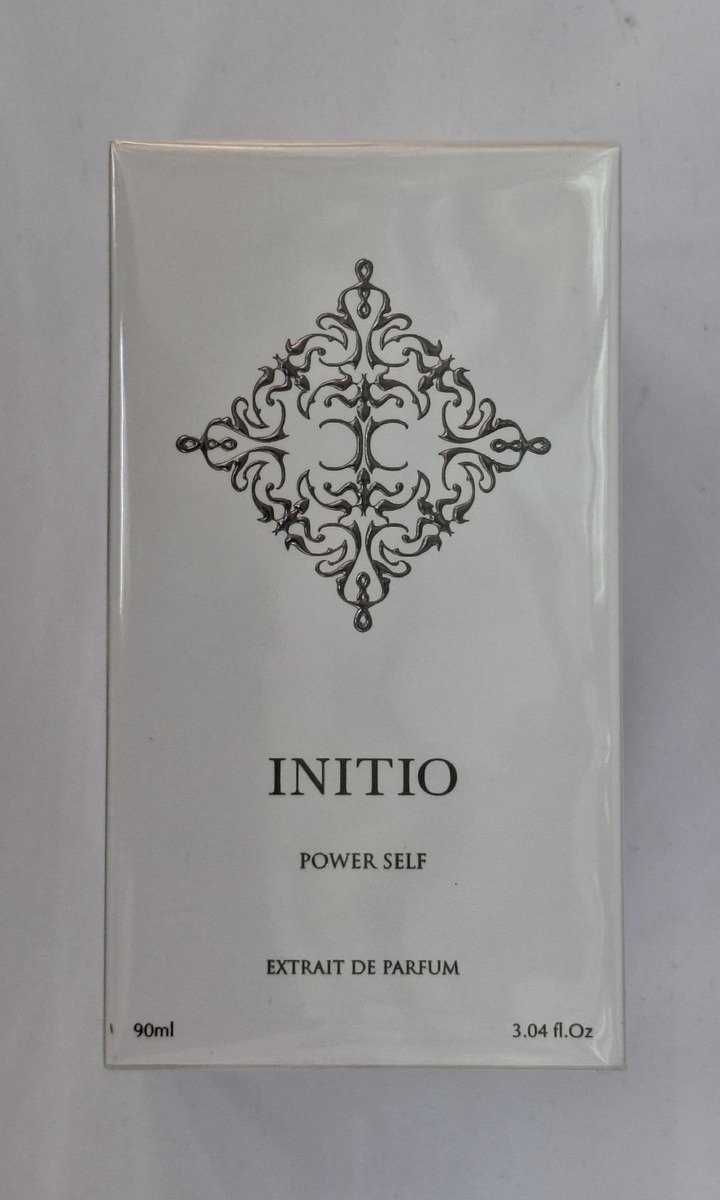 INITIO
POWER SELF
EXTRAIT DE PARFUM
90ml 3.04 fl.Oz